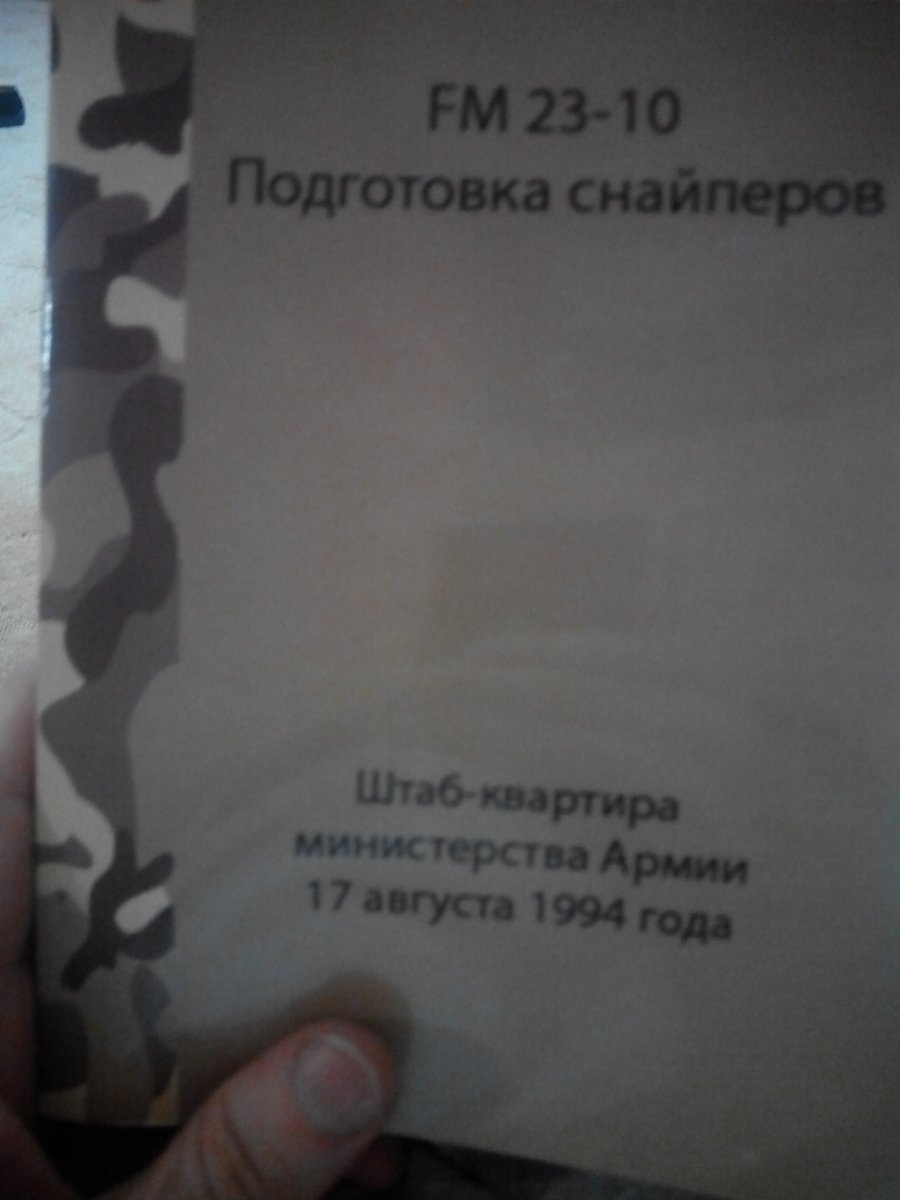 FM 23-10
Подготовка снайперов
Штаб-квартира
министерства Армии
17 августа 1994 года